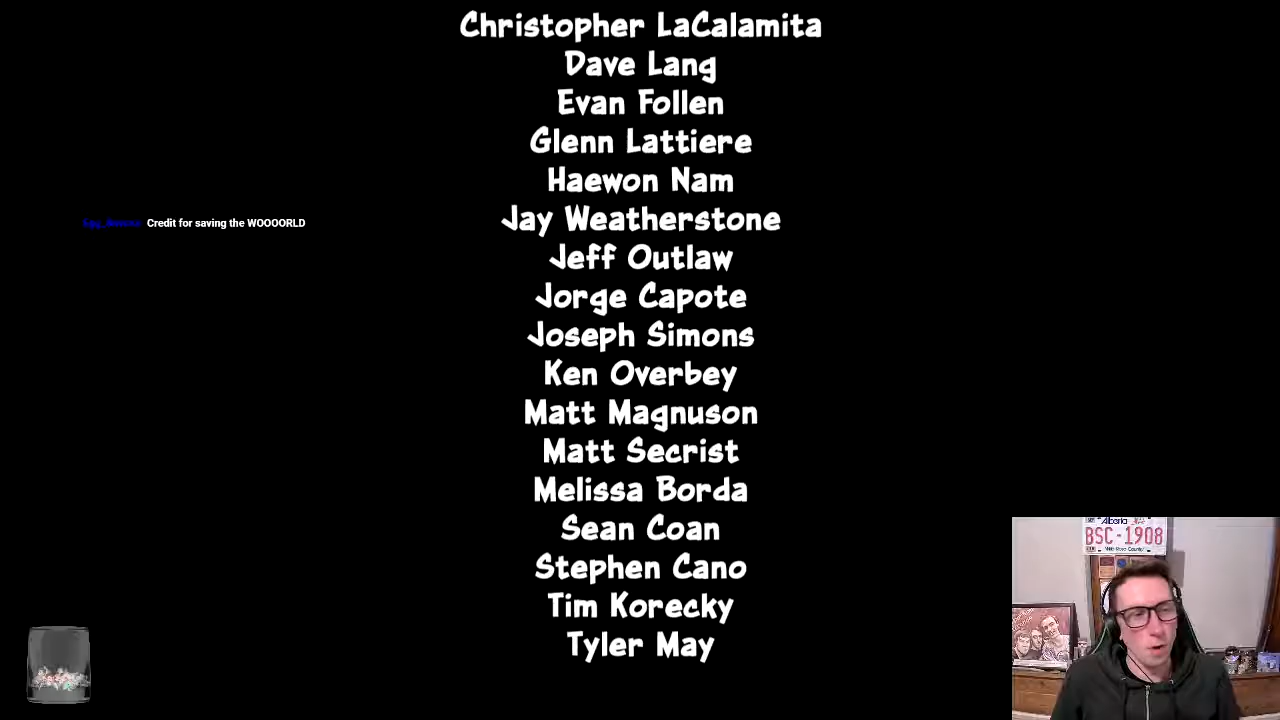 Christopher LaCalamita
Dave Lang
Evan Follen
Glenn Lattiere
Haewon Nam
Credit for saving the WOOOORLD
Jay Weatherstone
Jeff Outlaw
Jorge Capote
Joseph Simons
Ken Overbey
Matt Magnuson
Matt Secrist
Melissa Borda
Sean Coan
Stephen Cano
Tim Korecky
Tyler May
Alberta
BSC-1908